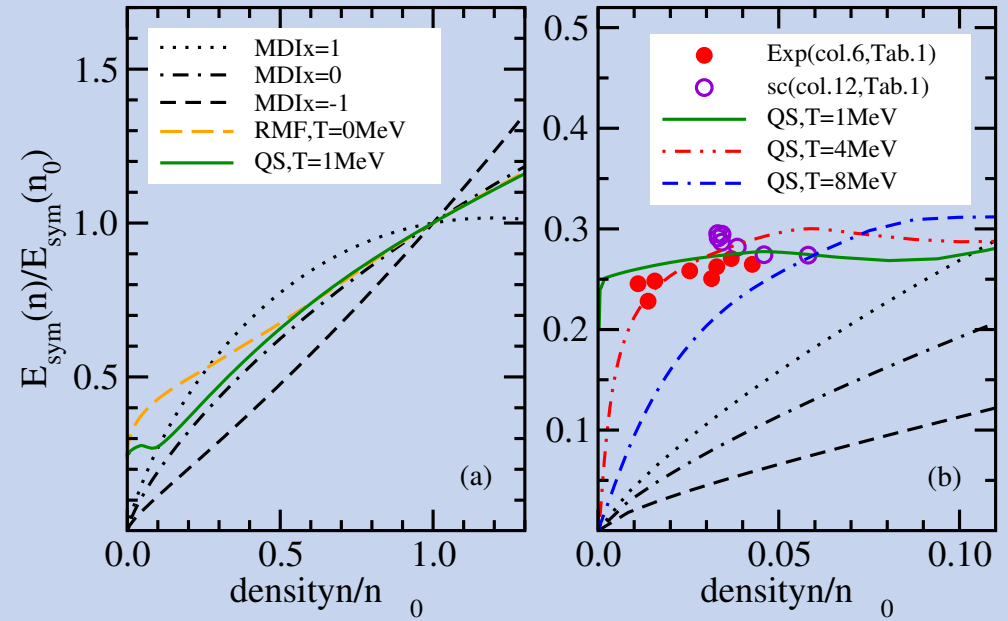 E_sym(n)/E_sym(n_0)
1.5
1.0
0.5
MDIx=1
MDIx=0
MDIx=-1
RMF,T=0MeV
QS,T=1MeV
(a)
0.0 0.5 1.0
densityn/n_0
0.5
0.4
0.3
0.2
0.1
Exp(col.6,Tab.1)
sc(col.12,Tab.1)
QS,T=1MeV
QS,T=4MeV
QS,T=8MeV
(b)
0.0 0.05 0.10
densityn/n_0